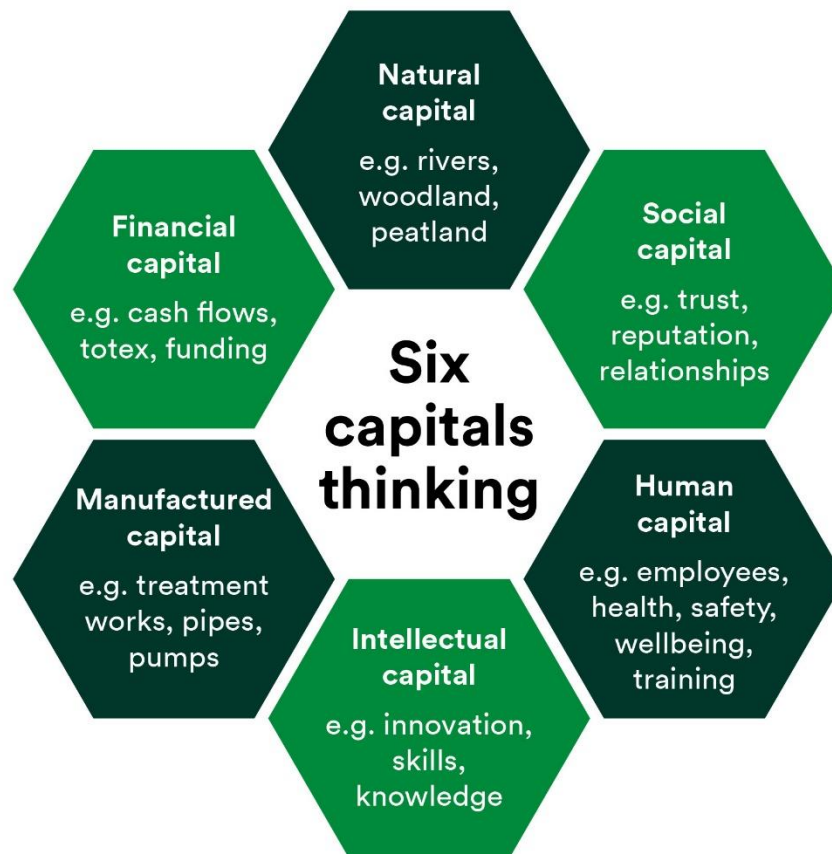 Natural
capital
e.g. rivers,
woodland,
peatland
Social
capital
e.g. trust,
reputation,
relationships
Human
capital
e.g. employees,
health, safety,
wellbeing,
training
Intellectual
capital
e.g. innovation,
skills,
knowledge
Manufactured
capital
e.g. treatment
works, pipes,
pumps
Financial
capital
e.g. cash flows,
totex, funding
Six
capitals
thinking